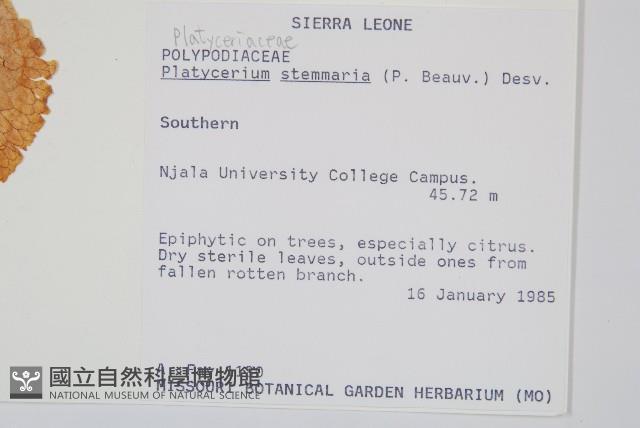 SIERRA LEONE
Platyceriaceae
POLYPODIACEAE
Platycerium stemmaria (P. Beauv.) Desv.
Southern
Njala University College Campus.
45.72 m
Epiphytic on trees, especially citrus.
Dry sterile leaves, outside ones from
fallen rotten branch.
16 January 1985
國立自然科學博物館
MISSOURI BOTANICAL GARDEN HERBARIUM (MO)
NATIONAL MUSEUM OF NATURAL SCIENCE